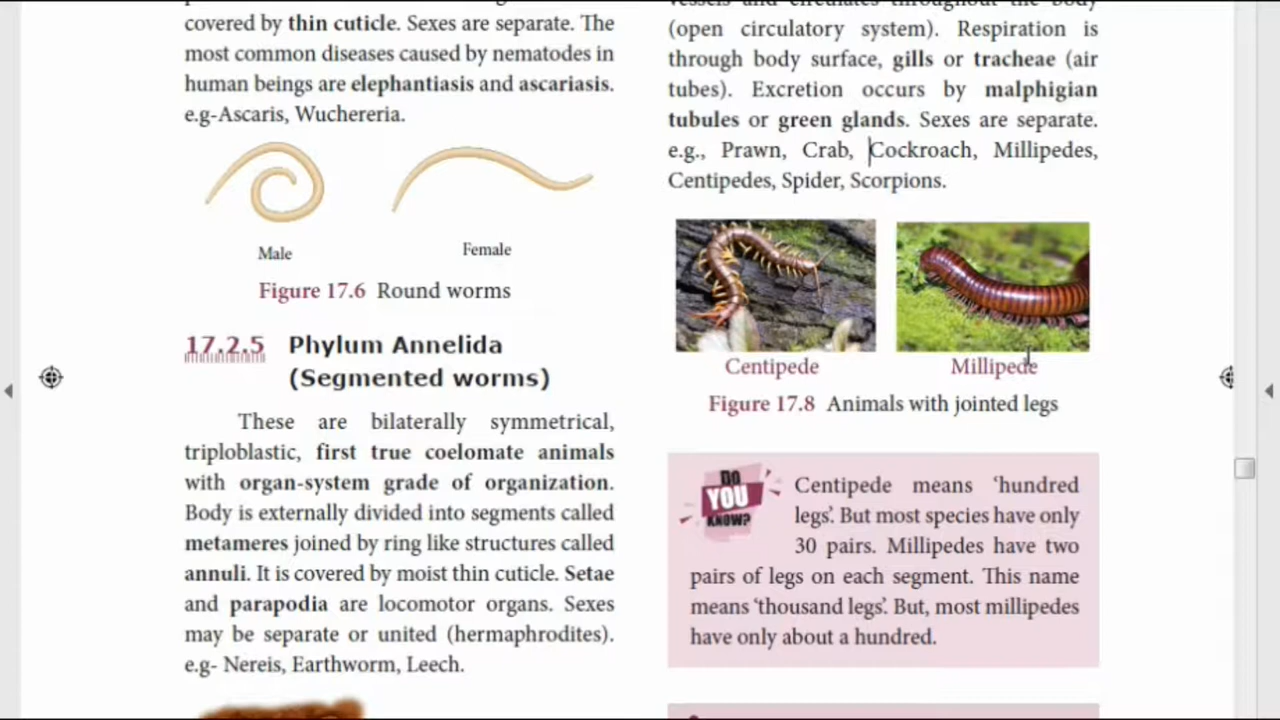 covered by thin cuticle. Sexes are separate. The
most common diseases caused by nematodes in
human beings are elephantiasis and ascariasis.
e.g-Ascaris, Wuchereria.
Male
Female
Figure 17.6 Round worms
17.2.5 Phylum Annelida
(Segmented worms)
These are bilaterally symmetrical,
triploblastic, first true coelomate animals
with organ-system grade of organization.
Body is externally divided into segments called
metameres joined by ring like structures called
annuli. It is covered by moist thin cuticle. Setae
and parapodia are locomotor organs. Sexes
may be separate or united (hermaphrodites).
e.g- Nereis, Earthworm, Leech.
vessels and circulates throughout the body
(open circulatory system). Respiration is
through body surface, gills or tracheae (air
tubes). Excretion occurs by malphigian
tubules or green glands. Sexes are separate.
e.g., Prawn, Crab, Cockroach, Millipedes,
Centipedes, Spider, Scorpions.
Centipede
Millipede
Figure 17.8 Animals with jointed legs
DO
YOU
KNOW?
Centipede means ‘hundred
legs’. But most species have only
30 pairs. Millipedes have two
pairs of legs on each segment. This name
means ‘thousand legs’. But, most millipedes
have only about a hundred.